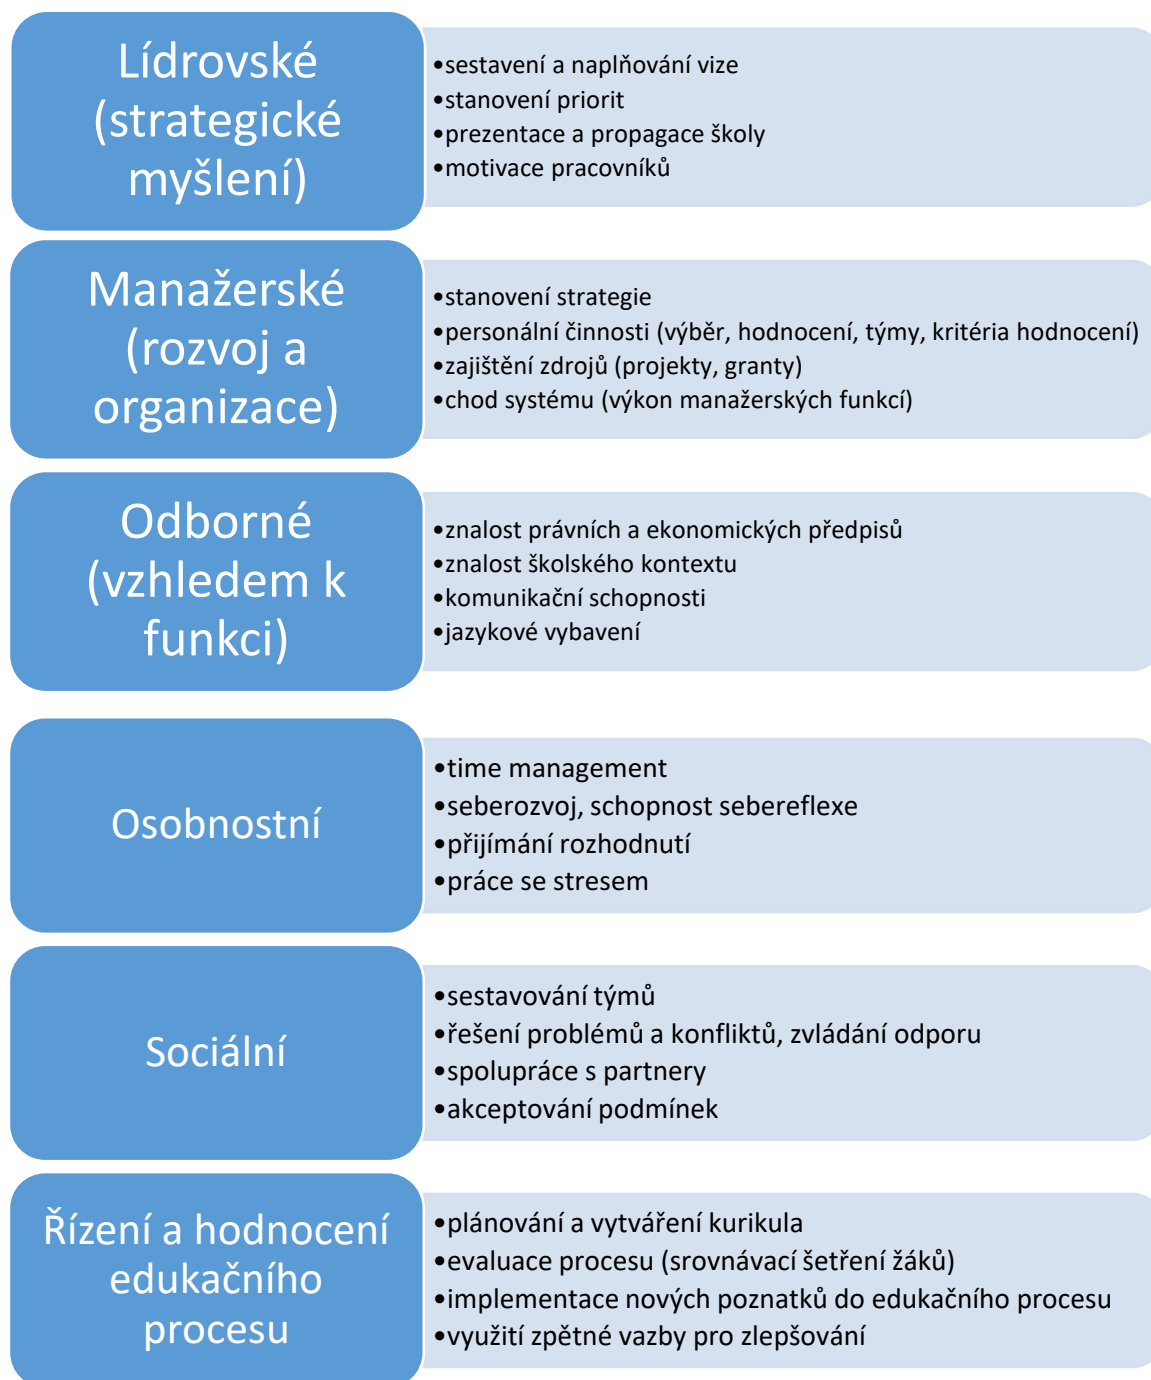 Lídrovské
(strategické
myšlení)
•sestavení a naplňování vize
•stanovení priorit
•prezentace a propagace školy
•motivace pracovníků
Manažerské
(rozvoj a
organizace)
•stanovení strategie
•personální činnosti (výběr, hodnocení, týmy, kritéria hodnocení)
•zajištění zdrojů (projekty, granty)
•chod systému (výkon manažerských funkcí)
Odborné
(vzhledem k
funkci)
•znalost právních a ekonomických předpisů
•znalost školského kontextu
•komunikační schopnosti
•jazykové vybavení
Osobnostní
•time management
•seberozvoj, schopnost sebereflexe
•přijímání rozhodnutí
•práce se stresem
Sociální
•sestavování týmů
•řešení problémů a konfliktů, zvládání odporu
•spolupráce s partnery
•akceptování podmínek
Řízení a hodnocení
edukačního
procesu
•plánování a vytváření kurikula
•evaluace procesu (srovnávací šetření žáků)
•implementace nových poznatků do edukačního procesu
•využití zpětné vazby pro zlepšování